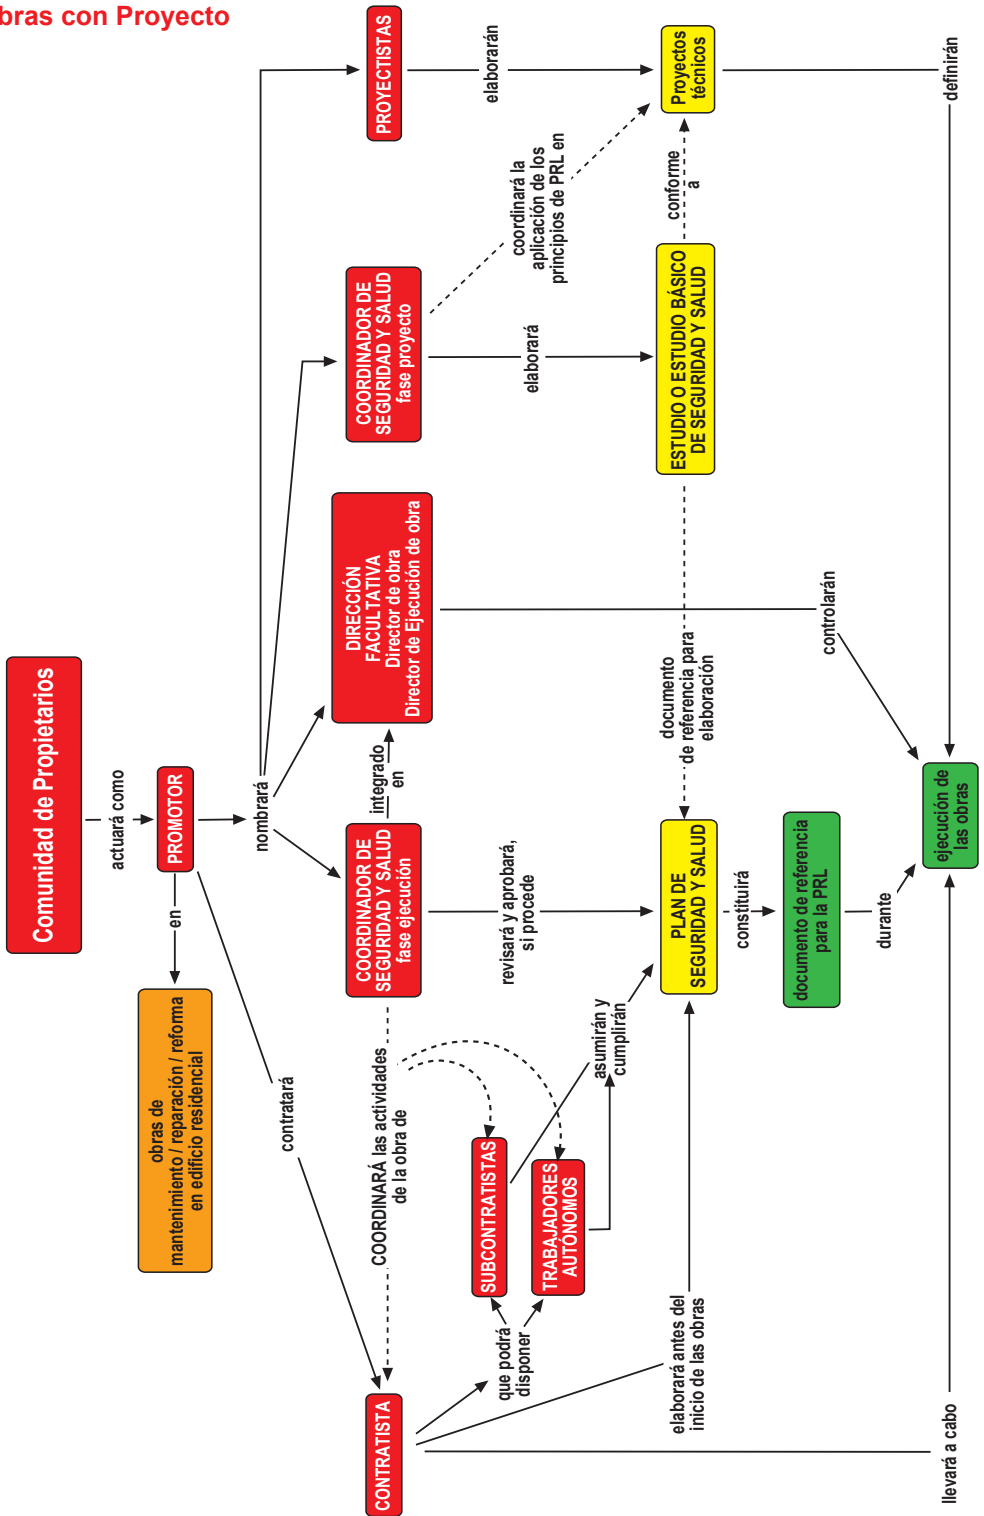 bras con Proyecto
Comunidad de Propietarios
actuará como
PROMOTOR
en
obras de
mantenimiento / reparación / reforma
en edificio residencial
nombrará
contratará
PROYECTISTAS
elaborarán
Proyectos
técnicos
definirán
COORDINADOR DE
SEGURIDAD Y SALUD
fase proyecto
coordinará la
aplicación de los
principios de PRL en
elaborará
ESTUDIO O ESTUDIO BÁSICO
DE SEGURIDAD Y SALUD
conforme
a
DIRECCIÓN
FACULTATIVA
Director de obra
Director de Ejecución de obra
controlarán
documento
de referencia para
elaboración
COORDINADOR DE
SEGURIDAD Y SALUD
fase ejecución
integrado
en
revisará y aprobará,
si procede
PLAN DE
SEGURIDAD Y SALUD
constituirá
documento de referencia
para la PRL
durante
ejecución de
las obras
COORDINARÁ las actividades
de la obra de
SUBCONTRATISTAS
TRABAJADORES
AUTÓNOMOS
asumirán y
cumplirán
CONTRATISTA
que podrá
disponer
elaborará antes del
inicio de las obras
llevará a cabo